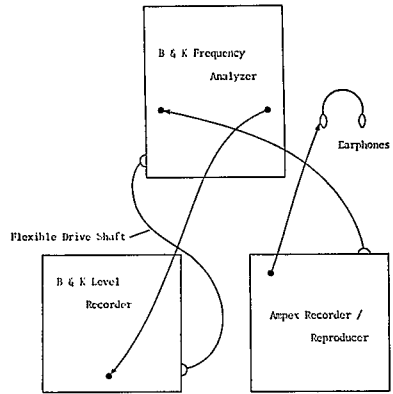 B & K Frequency
Analyzer
Earphones
Flexible Drive Shaft
B & K Level
Recorder
Ampex Recorder /
Reproducer